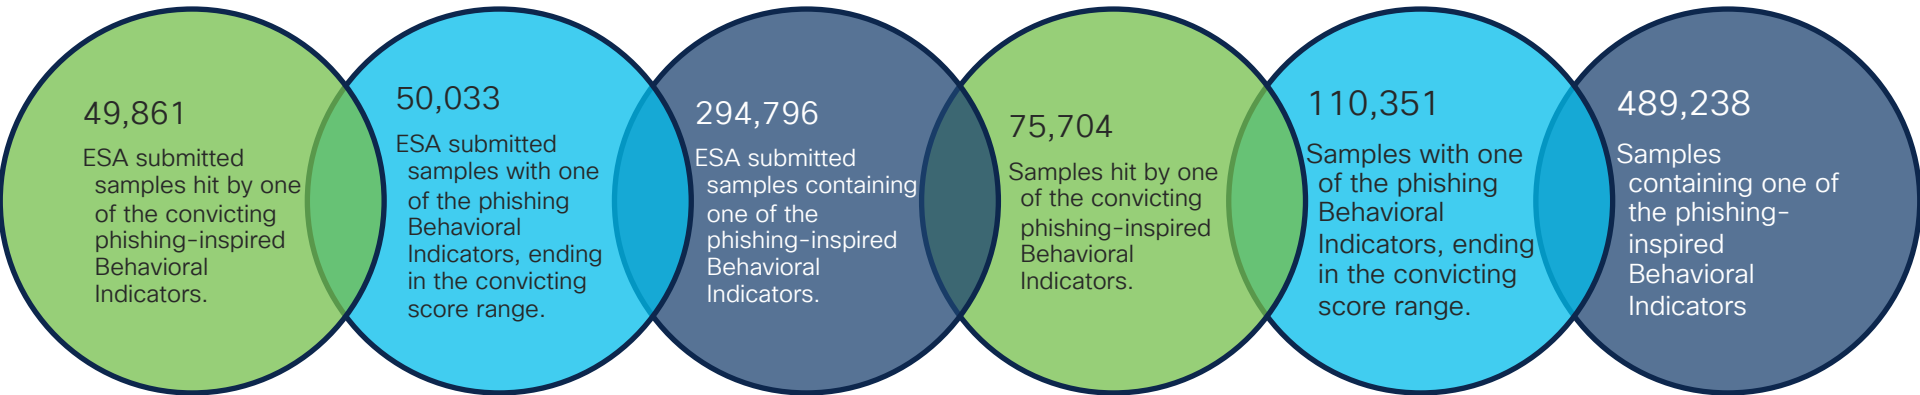 49,861
ESA submitted
samples hit by one
of the convicting
phishing-inspired
Behavioral
Indicators.
50,033
ESA submitted
samples with one
of the phishing
Behavioral
Indicators, ending
in the convicting
score range.
294,796
ESA submitted
samples containing
one of the
phishing-inspired
Behavioral
Indicators.
75,704
Samples hit by one
of the convicting
phishing-inspired
Behavioral
Indicators.
110,351
Samples with one
of the phishing
Behavioral
Indicators, ending
in the convicting
score range.
489,238
Samples
containing one of
the phishing-
inspired
Behavioral
Indicators